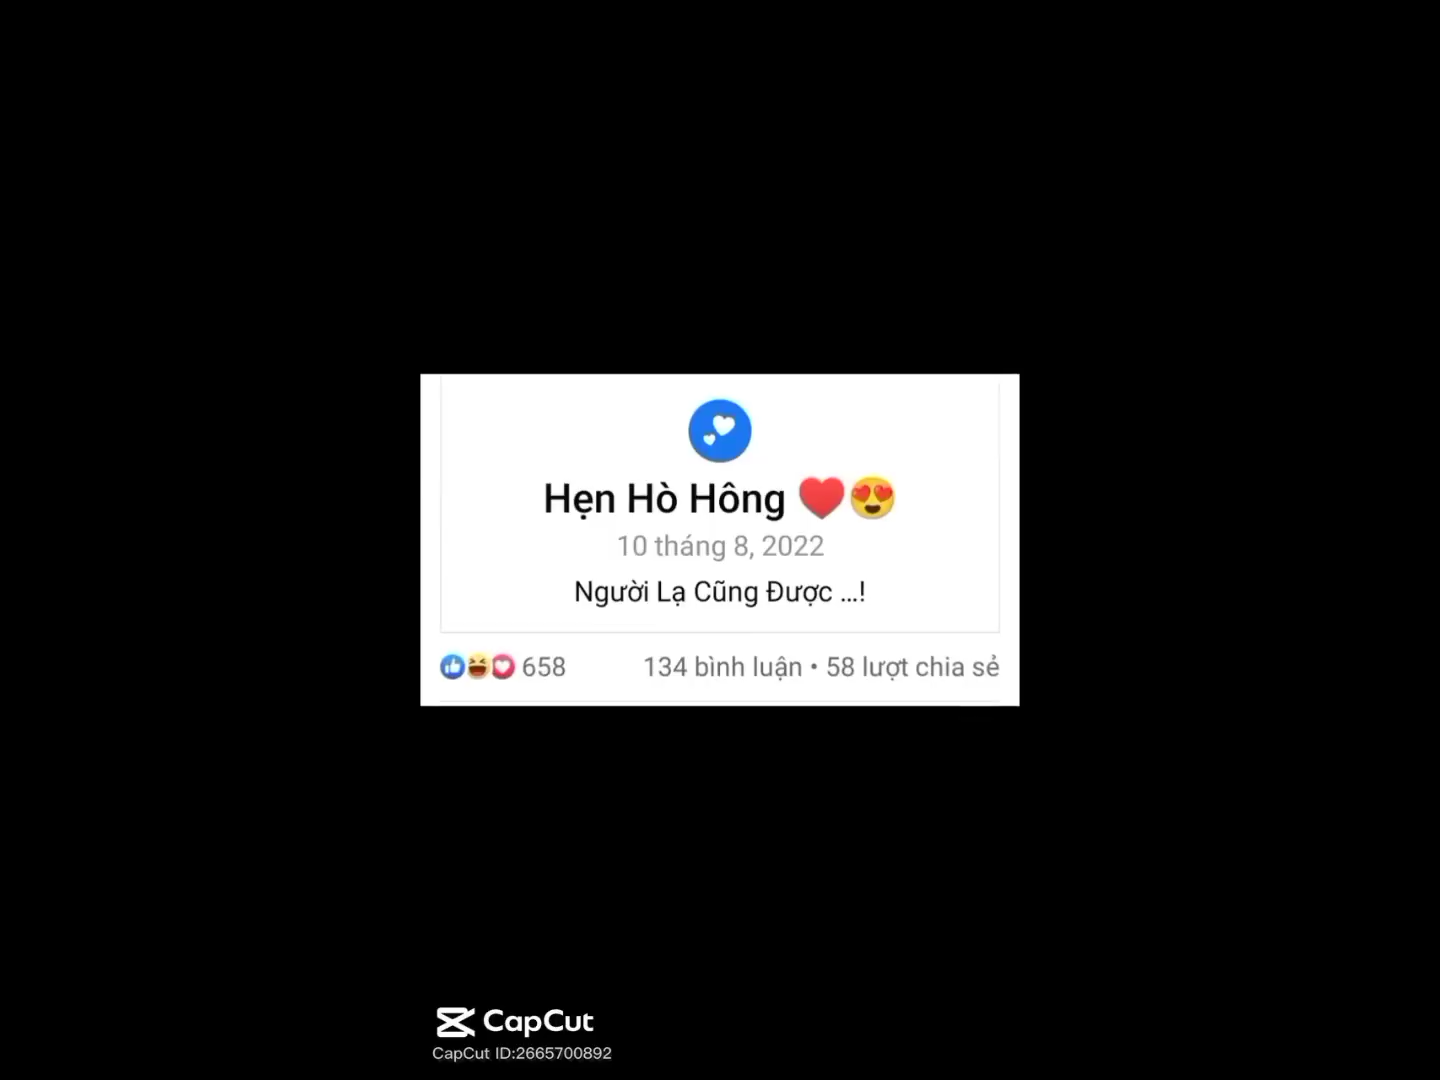 Hẹn Hò Hông ♥️😍
10 tháng 8, 2022
Người Lạ Cũng Được ...!
658
134 bình luận • 58 lượt chia sẻ
CapCut
CapCut ID:2665700892